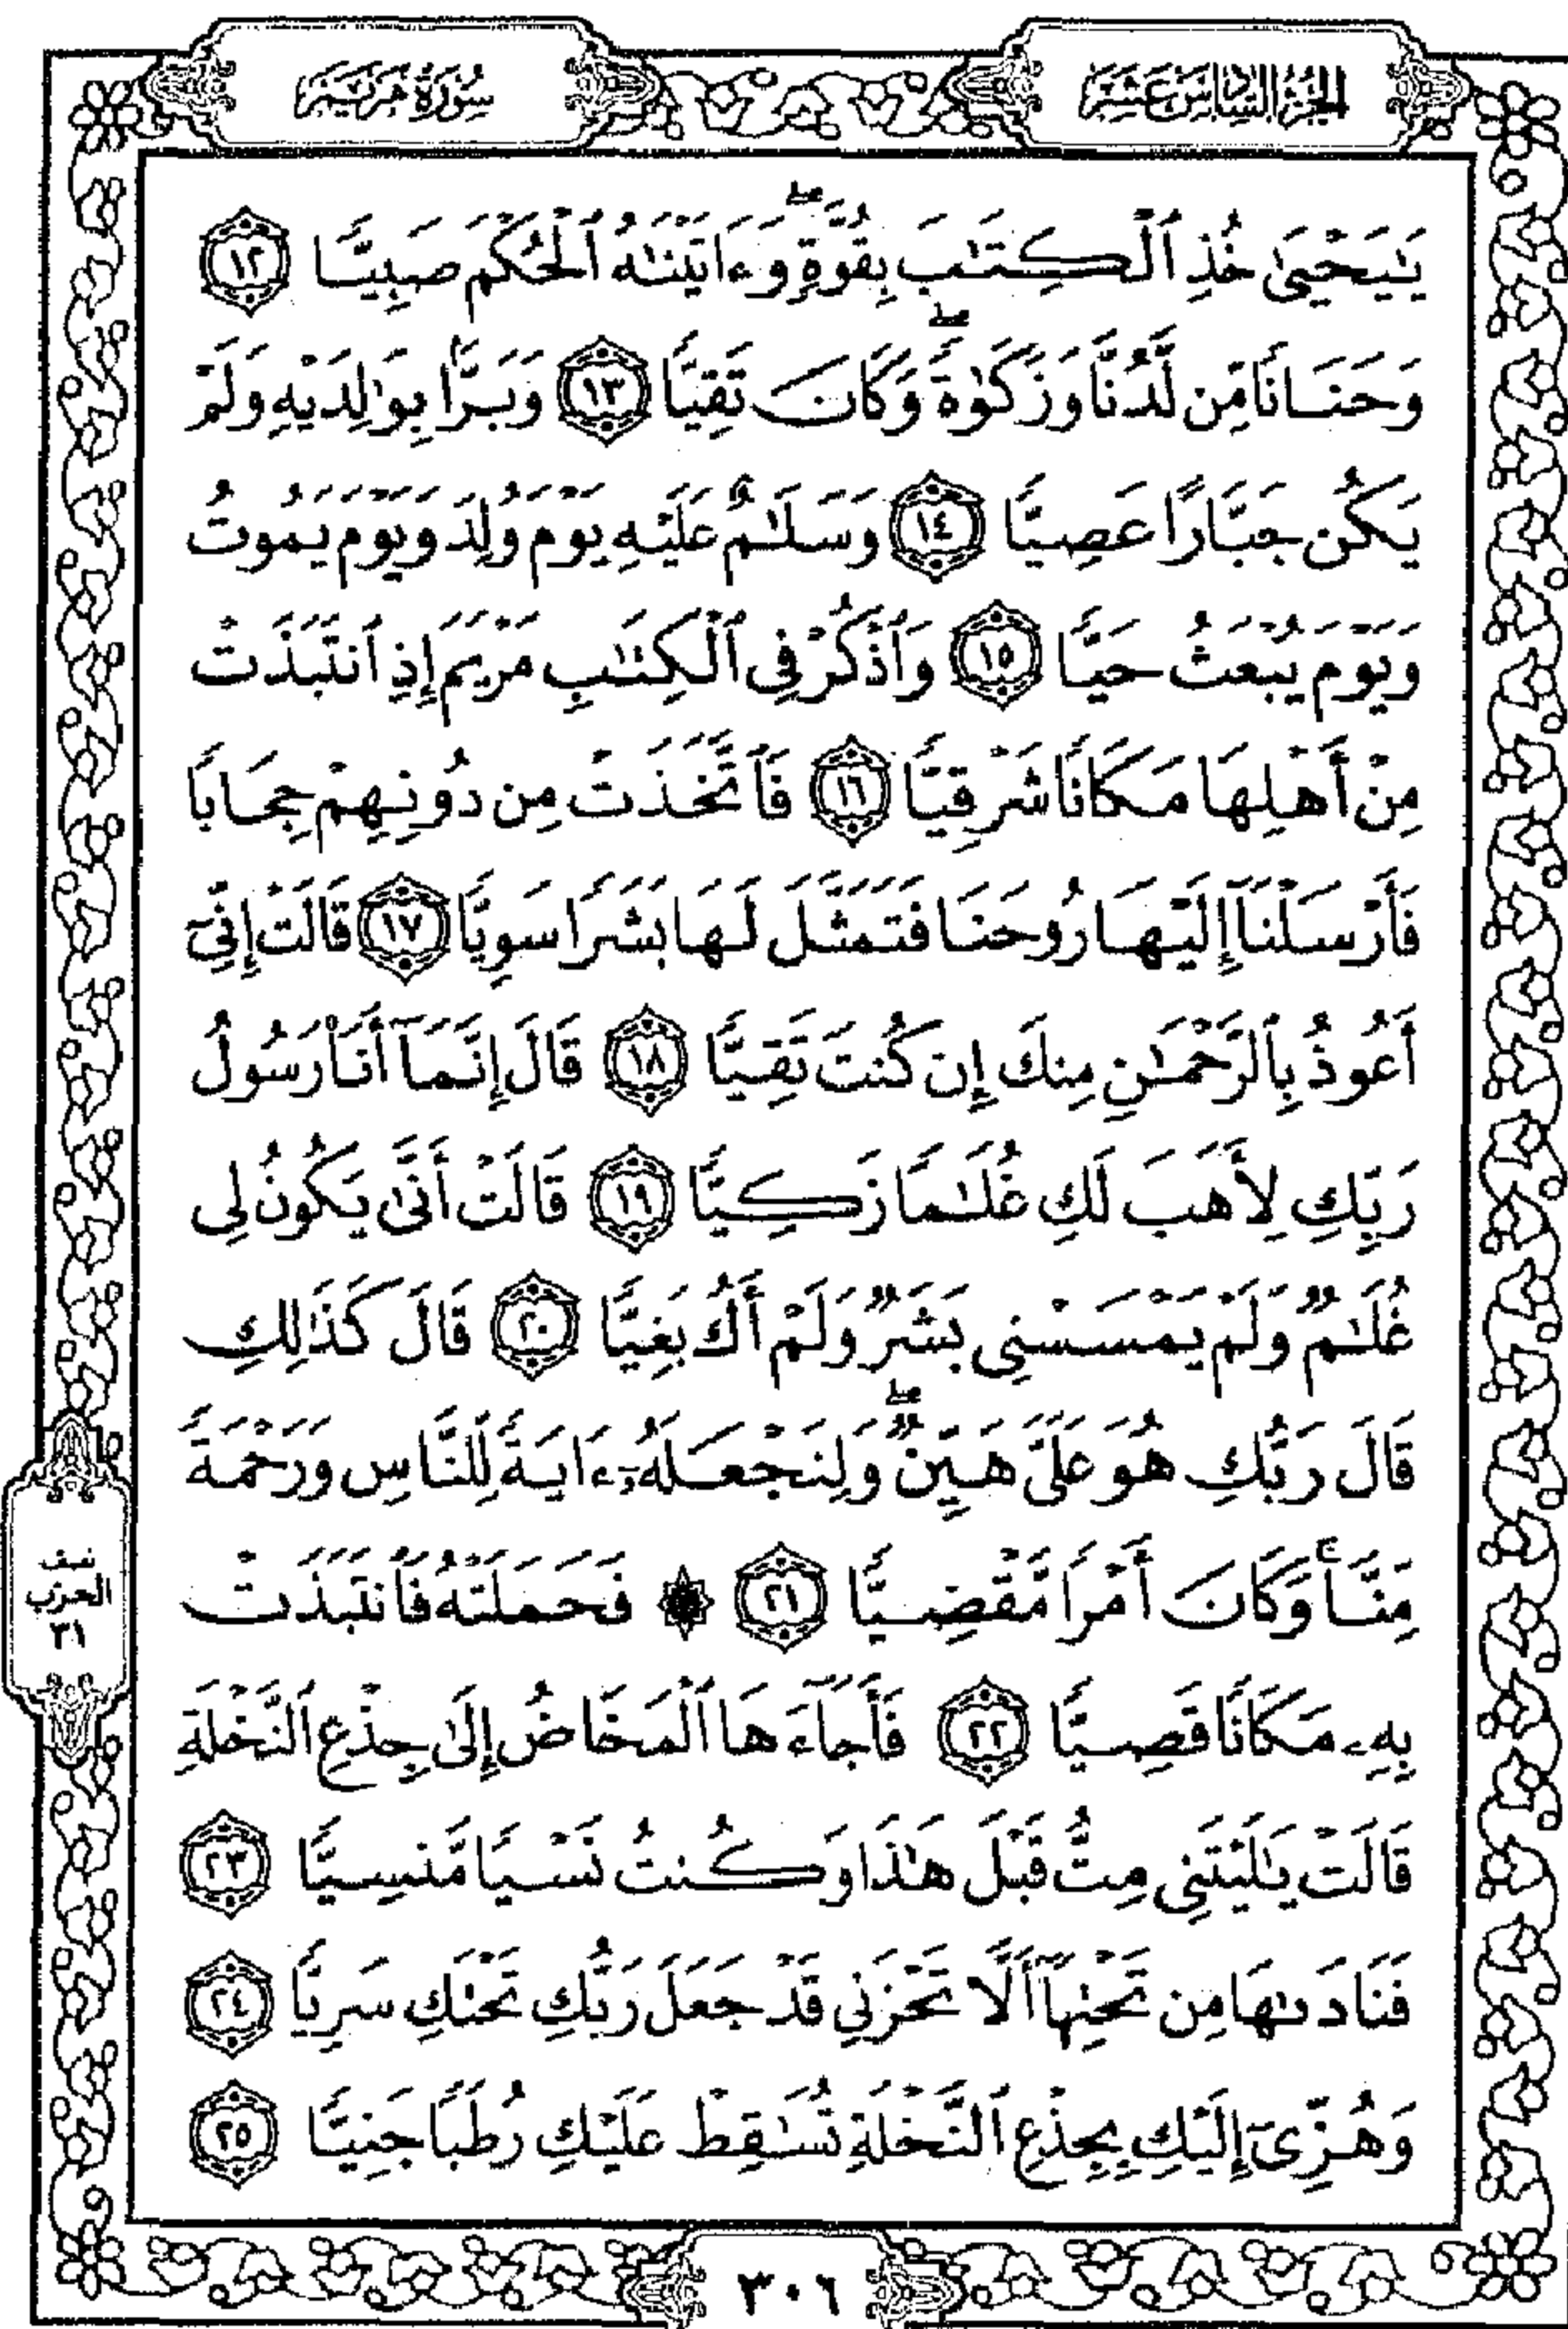 الجزء السادس عشر
سورة مريم
يَٰيَحْيَىٰ خُذِ ٱلْكِتَٰبَ بِقُوَّةٍۖ وَءَاتَيْنَٰهُ ٱلْحُكْمَ صَبِيًّا ١٢
وَحَنَانًا مِّن لَّدُنَّا وَزَكَوٰةًۖ وَكَانَ تَقِيًّا ١٣ وَبَرًّۢا بِوَٰلِدَيْهِ وَلَمْ
يَكُن جَبَّارًا عَصِيًّا ١٤ وَسَلَٰمٌ عَلَيْهِ يَوْمَ وُلِدَ وَيَوْمَ يَمُوتُ
وَيَوْمَ يُبْعَثُ حَيًّا ١٥ وَٱذْكُرْ فِى ٱلْكِتَٰبِ مَرْيَمَ إِذِ ٱنتَبَذَتْ
مِنْ أَهْلِهَا مَكَانًا شَرْقِيًّا ١٦ فَٱتَّخَذَتْ مِن دُونِهِمْ حِجَابًا
فَأَرْسَلْنَآ إِلَيْهَا رُوحَنَا فَتَمَثَّلَ لَهَا بَشَرًا سَوِيًّا ١٧ قَالَتْ إِنِّىٓ
أَعُوذُ بِٱلرَّحْمَٰنِ مِنكَ إِن كُنتَ تَقِيًّا ١٨ قَالَ إِنَّمَآ أَنَا۠ رَسُولُ
رَبِّكِ لِأَهَبَ لَكِ غُلَٰمًا زَكِيًّا ١٩ قَالَتْ أَنَّىٰ يَكُونُ لِى
غُلَٰمٌ وَلَمْ يَمْسَسْنِى بَشَرٌ وَلَمْ أَكُ بَغِيًّا ٢٠ قَالَ كَذَٰلِكِ
قَالَ رَبُّكِ هُوَ عَلَىَّ هَيِّنٌۖ وَلِنَجْعَلَهُۥٓ ءَايَةً لِّلنَّاسِ وَرَحْمَةً
مِّنَّاۚ وَكَانَ أَمْرًا مَّقْضِيًّا ٢١ ۞ فَحَمَلَتْهُ فَٱنتَبَذَتْ
بِهِۦ مَكَانًا قَصِيًّا ٢٢ فَأَجَآءَهَا ٱلْمَخَاضُ إِلَىٰ جِذْعِ ٱلنَّخْلَةِ
قَالَتْ يَٰلَيْتَنِى مِتُّ قَبْلَ هَٰذَا وَكُنتُ نَسْيًا مَّنسِيًّا ٢٣
فَنَادَىٰهَا مِن تَحْتِهَآ أَلَّا تَحْزَنِى قَدْ جَعَلَ رَبُّكِ تَحْتَكِ سَرِيًّا ٢٤
وَهُزِّىٓ إِلَيْكِ بِجِذْعِ ٱلنَّخْلَةِ تُسَٰقِطْ عَلَيْكِ رُطَبًا جَنِيًّا ٢٥
نصف
الحزب
٣١
٣٠٦